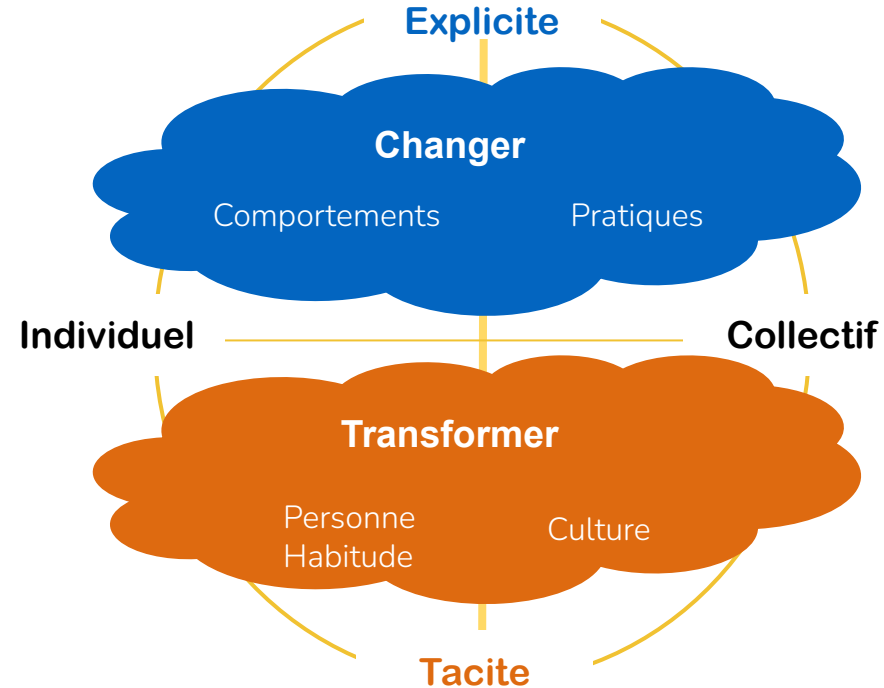 Explicite
Changer
Comportements
Pratiques
Individuel
Collectif
Transformer
Personne
Habitude
Culture
Tacite